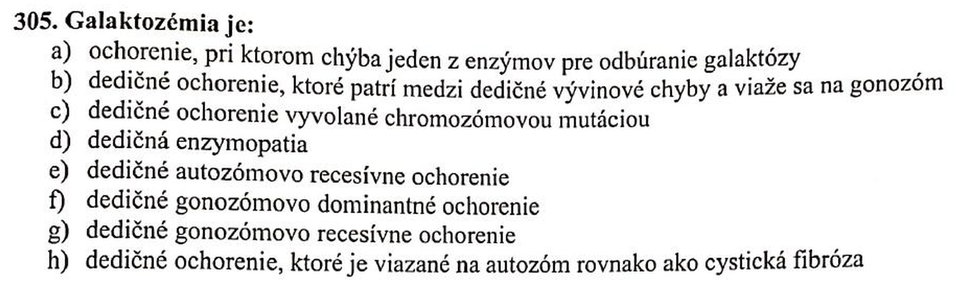 305. Galaktozémia je:
a) ochorenie, pri ktorom chýba jeden z enzýmov pre odbúranie galaktózy
b) dedičné ochorenie, ktoré patrí medzi dedičné vývinové chyby a viaže sa na gonozóm
c) dedičné ochorenie vyvolané chromozómovou mutáciou
d) dedičná enzymopatia
e) dedičné autozómovo recesívne ochorenie
f) dedičné gonozómovo dominantné ochorenie
g) dedičné gonozómovo recesívne ochorenie
h) dedičné ochorenie, ktoré je viazané na autozóm rovnako ako cystická fibróza